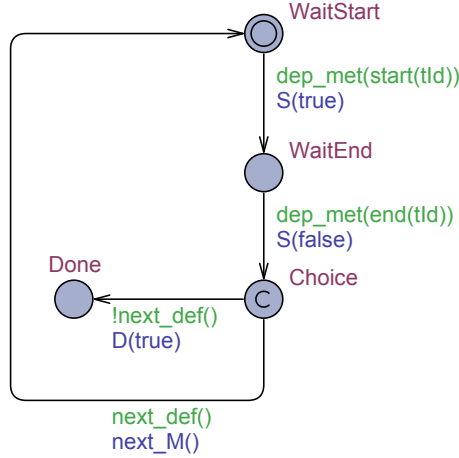 WaitStart
dep_met(start(tId))
S(true)
WaitEnd
dep_met(end(tId))
S(false)
Done
Choice
C
!next_def()
D(true)
next_def()
next_M()